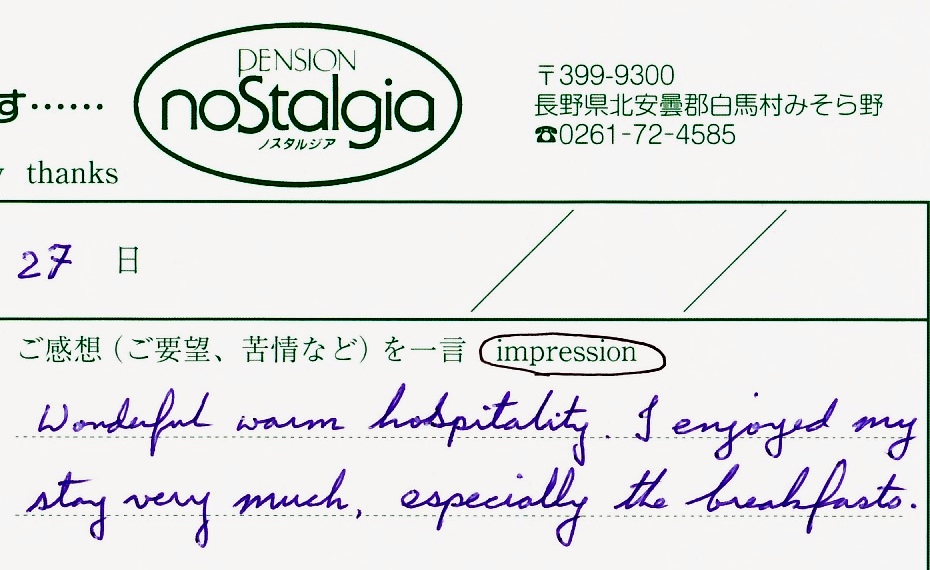 す……
y thanks
PENSION
noStalgia
ノスタルジア
〒399-9300
長野県北安曇郡白馬村みそら野
☎0261-72-4585
27 日
ご感想（ご要望、苦情など）を一言 impression
Wonderful warm hospitality. I enjoyed my
stay very much, especially the breakfasts.